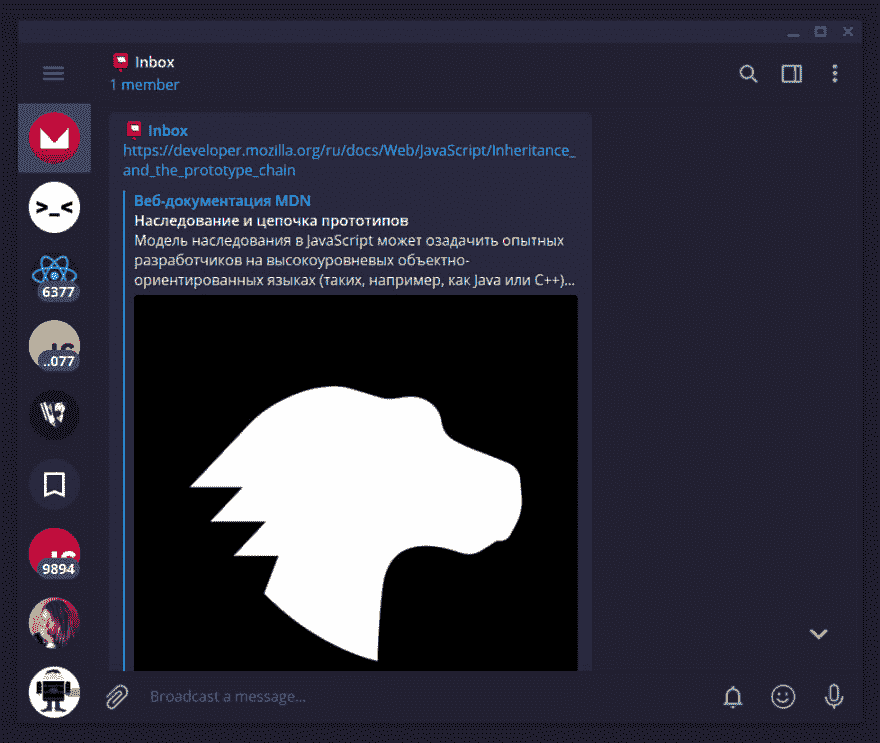 Inbox
1 member
Inbox
https://developer.mozilla.org/ru/docs/Web/JavaScript/Inheritance_
and_the_prototype_chain
Веб-документация MDN
Наследование и цепочка прототипов
Модель наследования в JavaScript может озадачить опытных
разработчиков на высокоуровневых объектно-
ориентированных языках (таких, например, как Java или C++)...
>_<
6377
..077
9894
Broadcast a message...